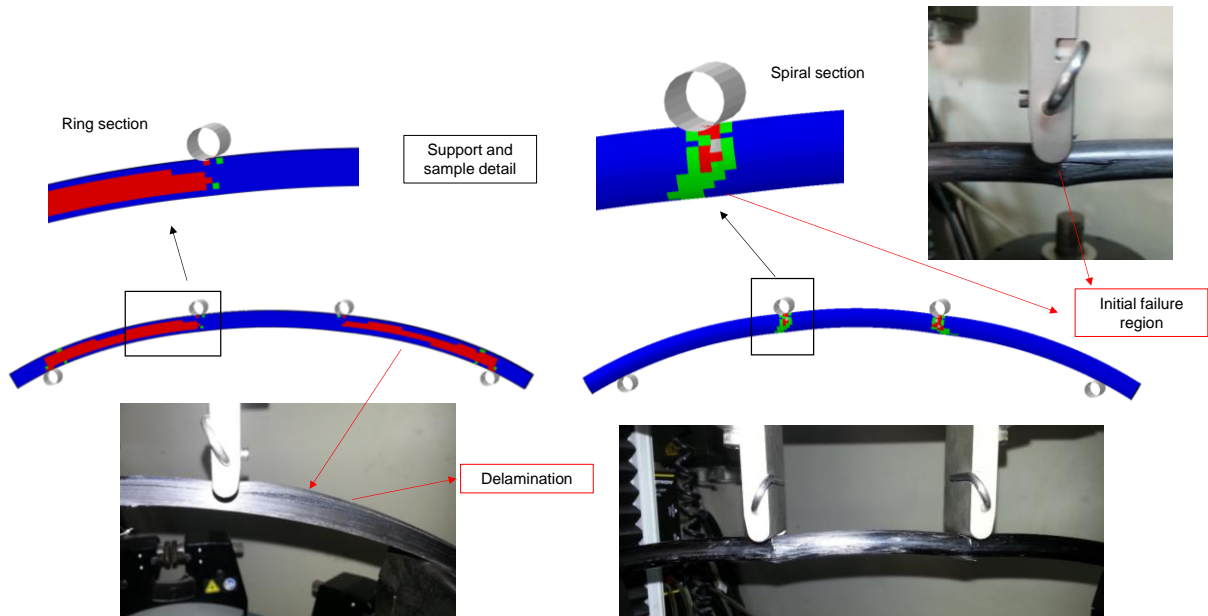 Spiral section
Ring section
Support and
sample detail
Initial failure
region
Delamination